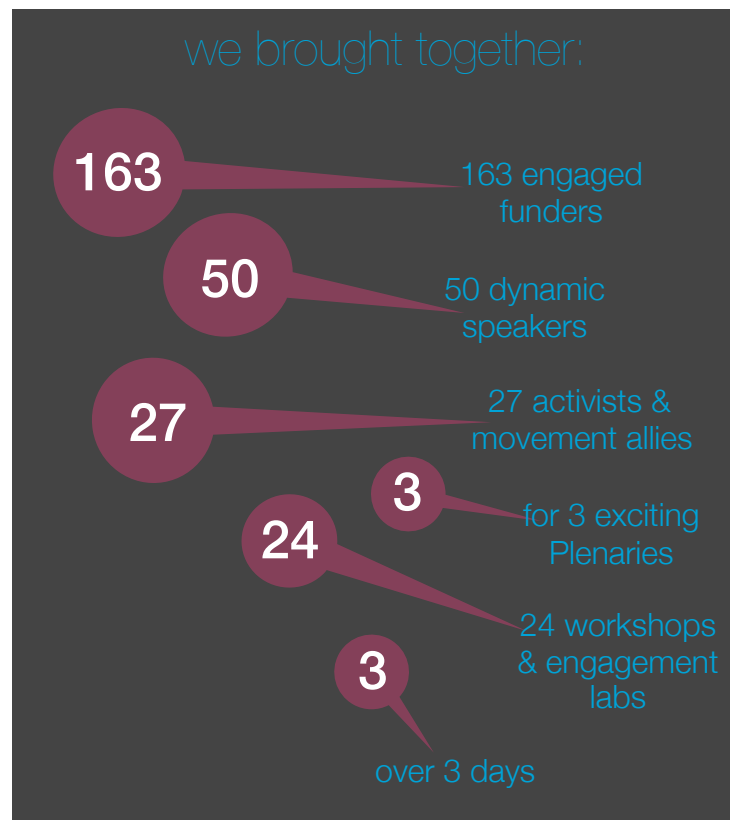 we brought together:
163
163 engaged
funders
50
50 dynamic
speakers
27
27 activists &
movement allies
3
for 3 exciting
Plenaries
24
24 workshops
& engagement
labs
3
over 3 days